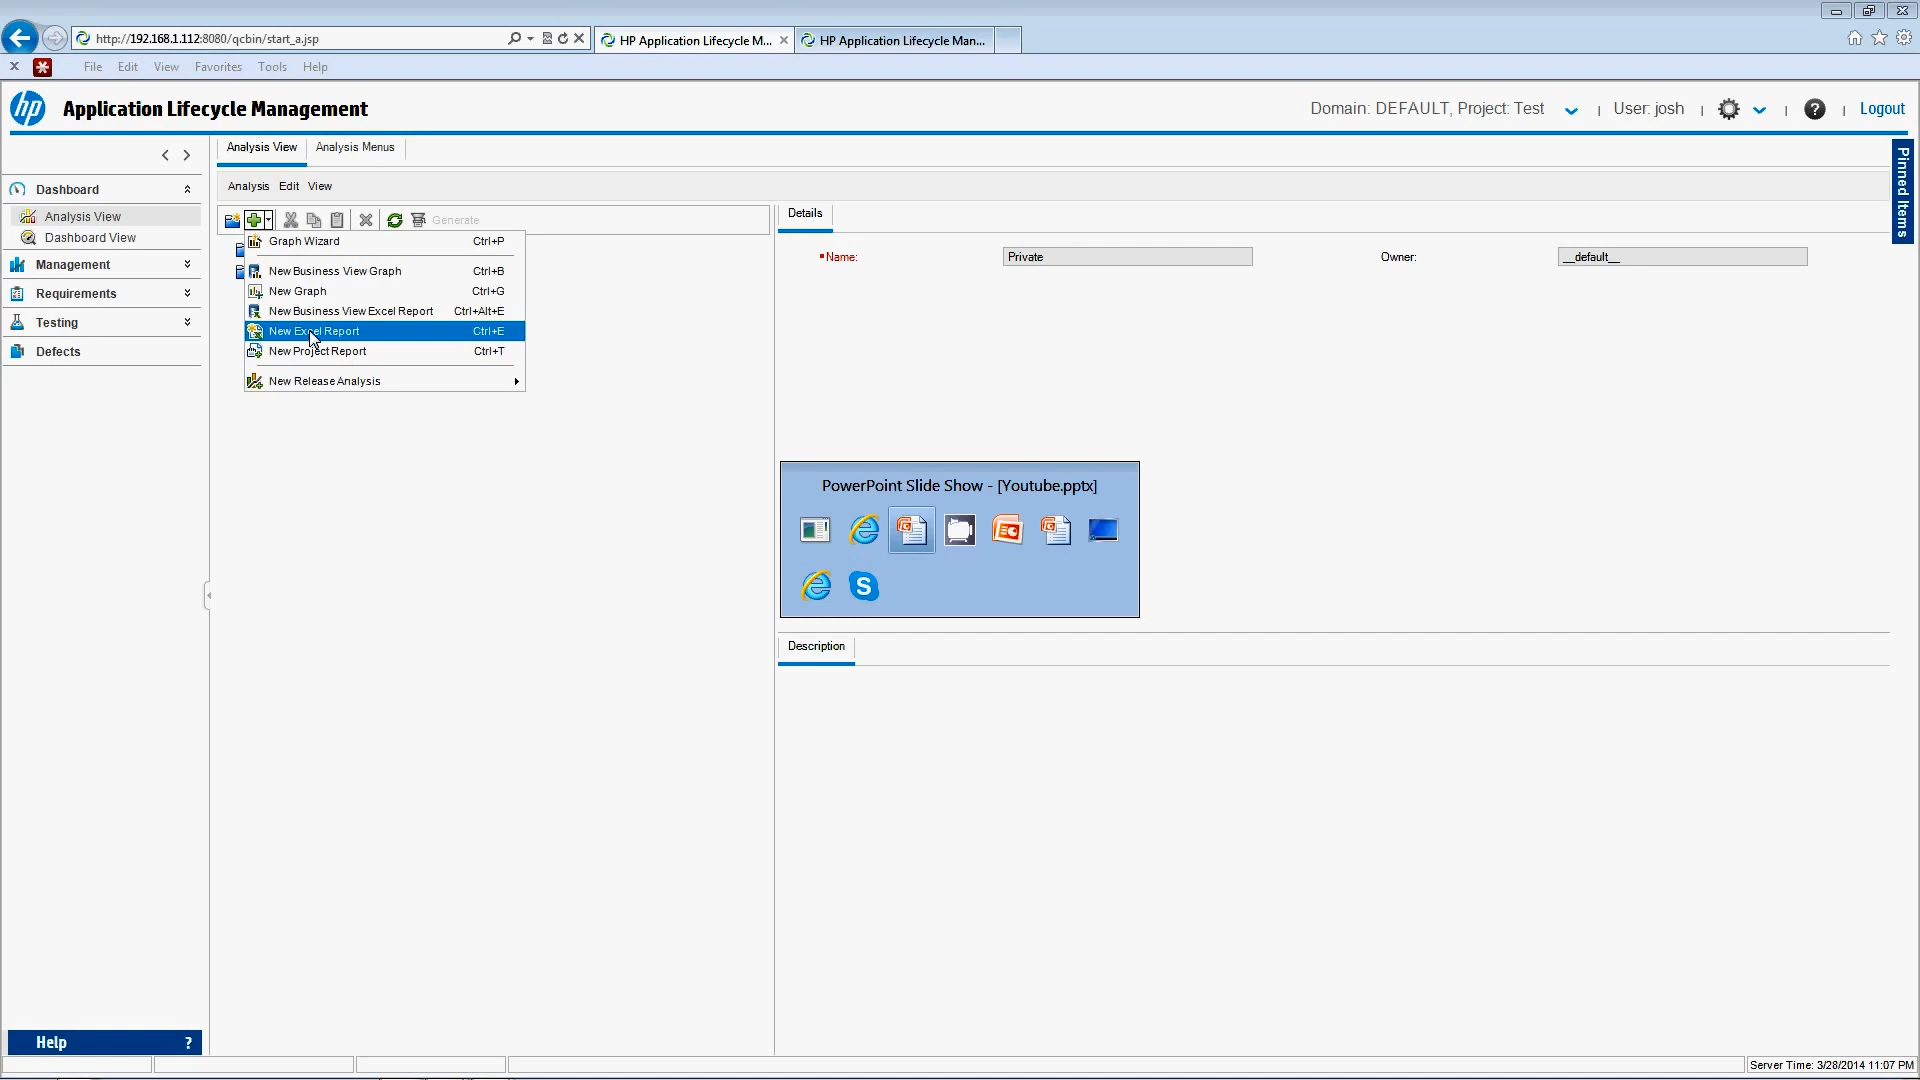 http://192.168.1.112:8080/qcbin/start_a.jsp
HP Application Lifecycle M...
HP Application Lifecycle Man...
File Edit View Favorites Tools Help
hp
Application Lifecycle Management
Domain: DEFAULT, Project: Test
User: josh
Logout
Analysis View
Analysis Menus
Pinned Items
Dashboard
Analysis View
Dashboard View
Management
Requirements
Testing
Defects
Analysis Edit View
Generate
Graph Wizard Ctrl+P
New Business View Graph Ctrl+B
New Graph Ctrl+G
New Business View Excel Report Ctrl+Alt+E
New Excel Report Ctrl+E
New Project Report Ctrl+T
New Release Analysis
Details
Name: Private
Owner: __default__
PowerPoint Slide Show - [Youtube.pptx]
Description
Help ?
Server Time: 3/28/2014 11:07 PM